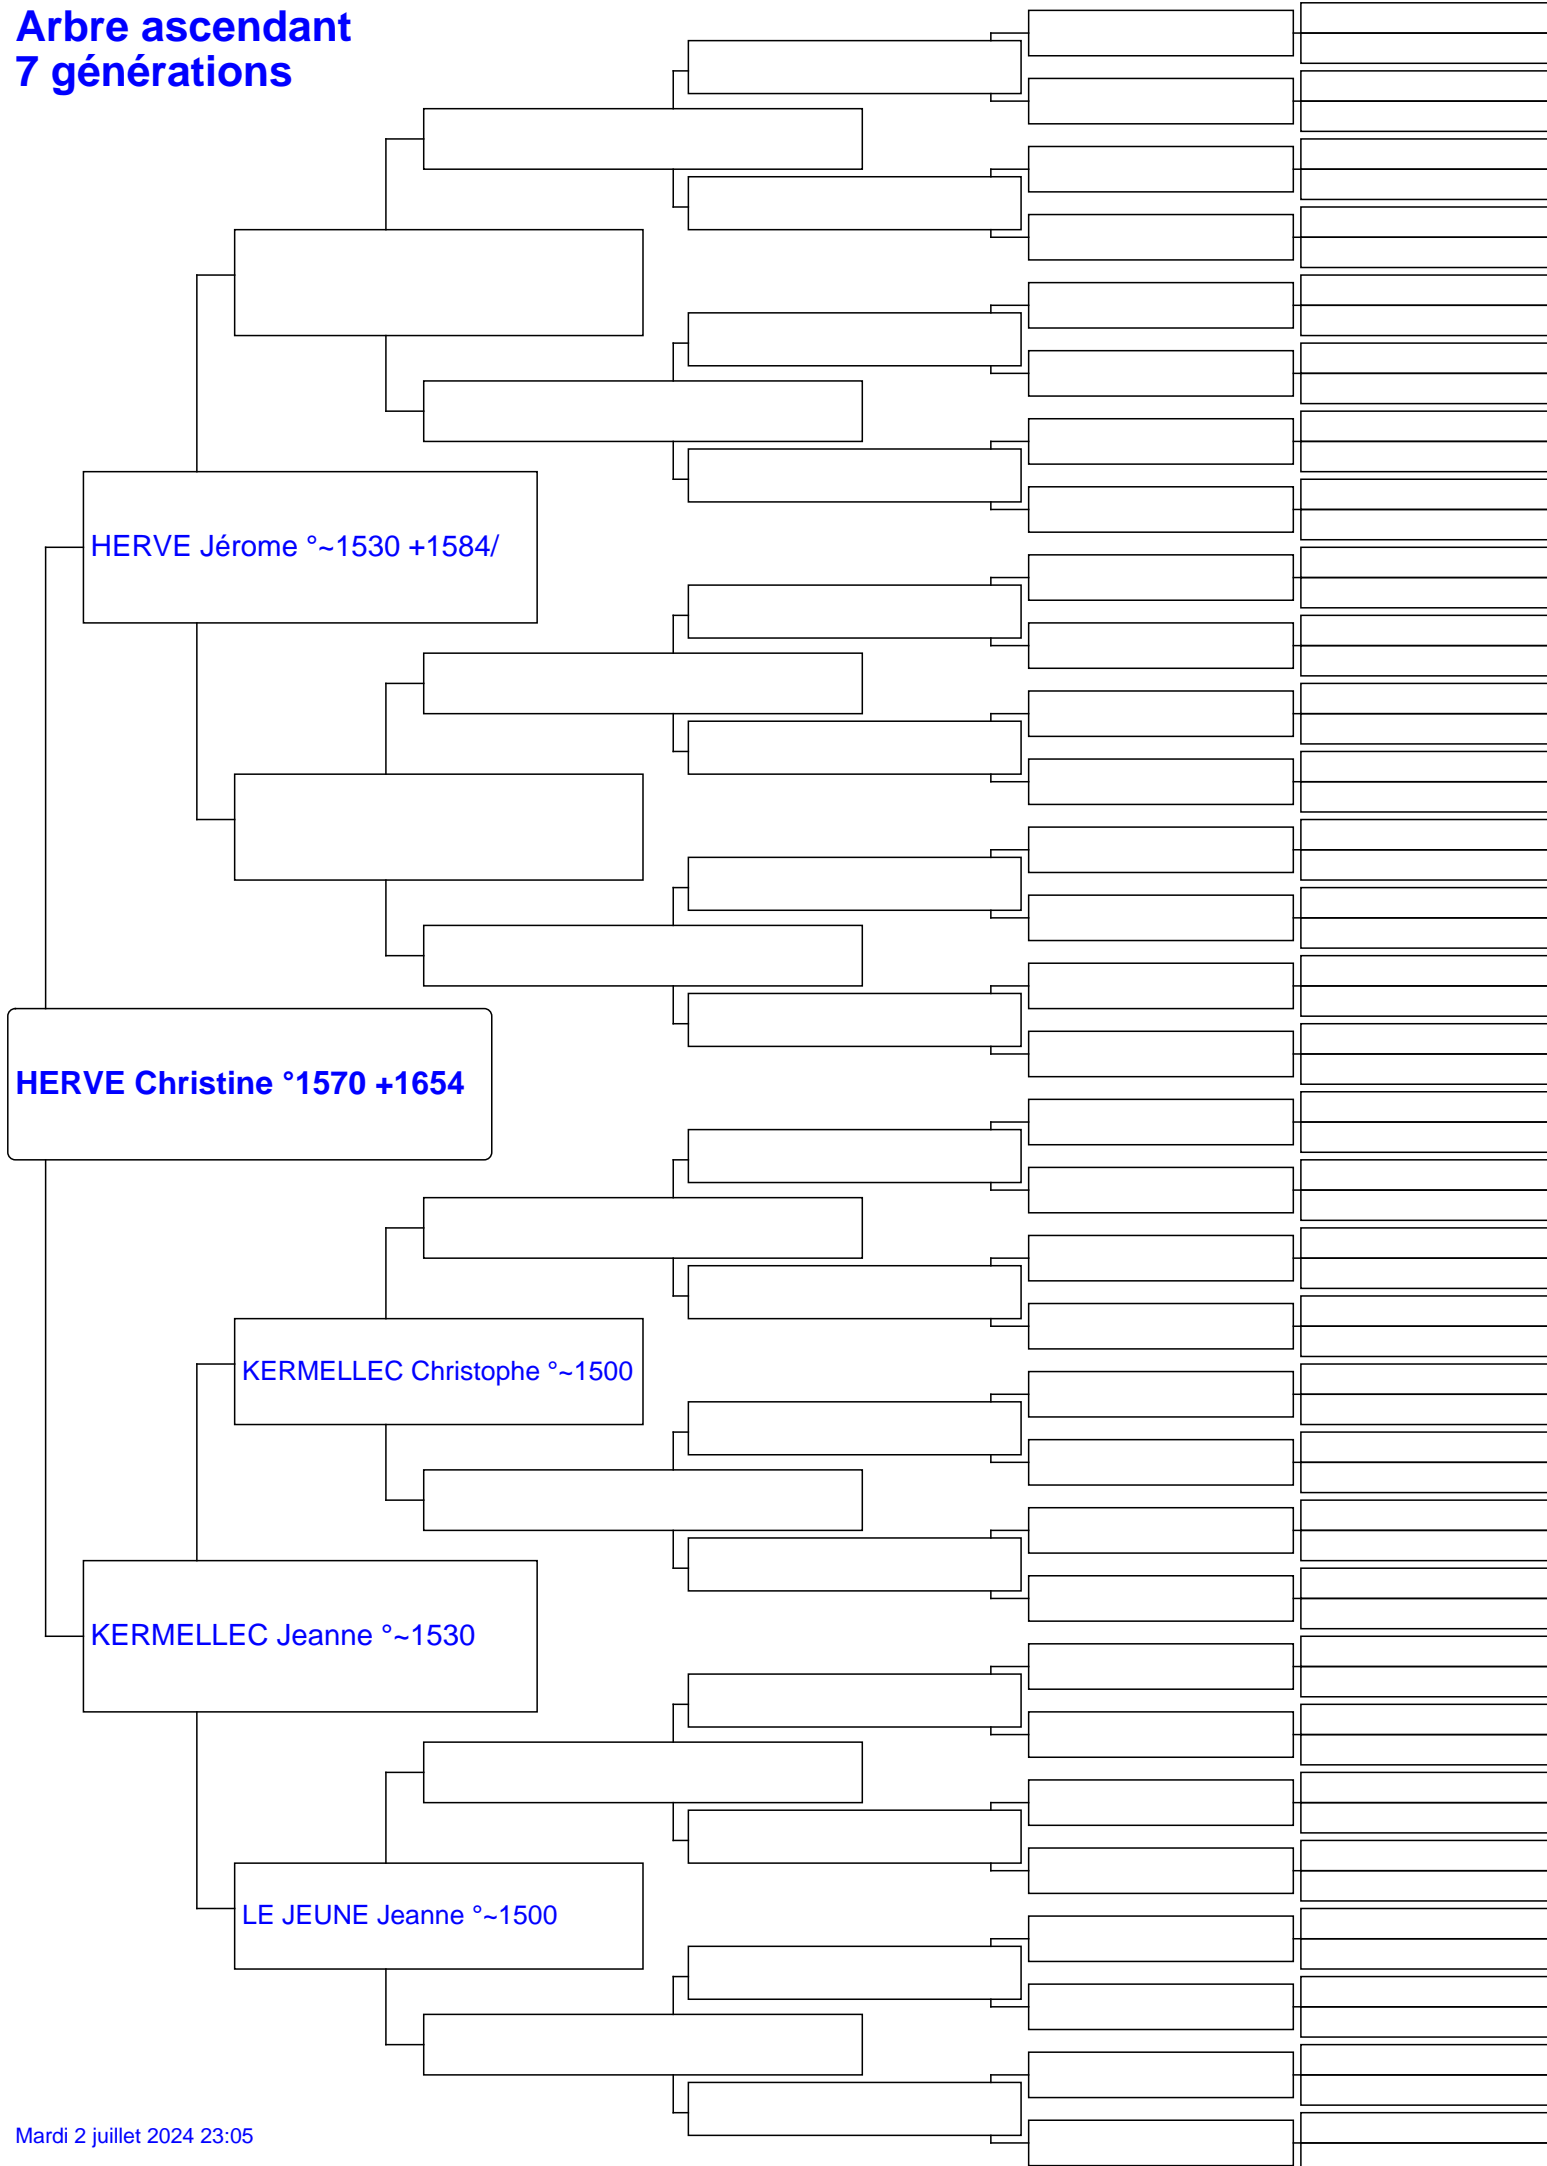 Arbre ascendant
7 générations
HERVE Jérome °~1530 +1584/
HERVE Christine °1570 +1654
KERMELLEC Christophe °~1500
KERMELLEC Jeanne °~1530
LE JEUNE Jeanne °~1500
Mardi 2 juillet 2024 23:05